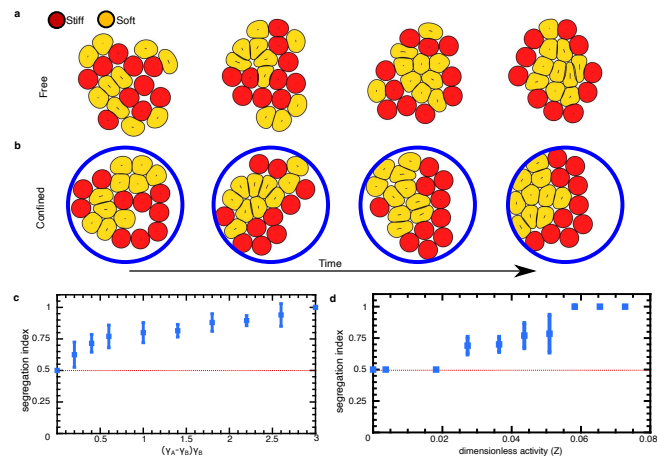 a
Stiff Soft
Free
b
Confined
Time
c
segregation index
1
0.75
0.5
0.25
0.5 1 1.5 2 2.5 3
(γA-γB)γB
d
segregation index
1
0.75
0.5
0.25
0
0 0.02 0.04 0.06 0.08
dimensionless activity (Z)